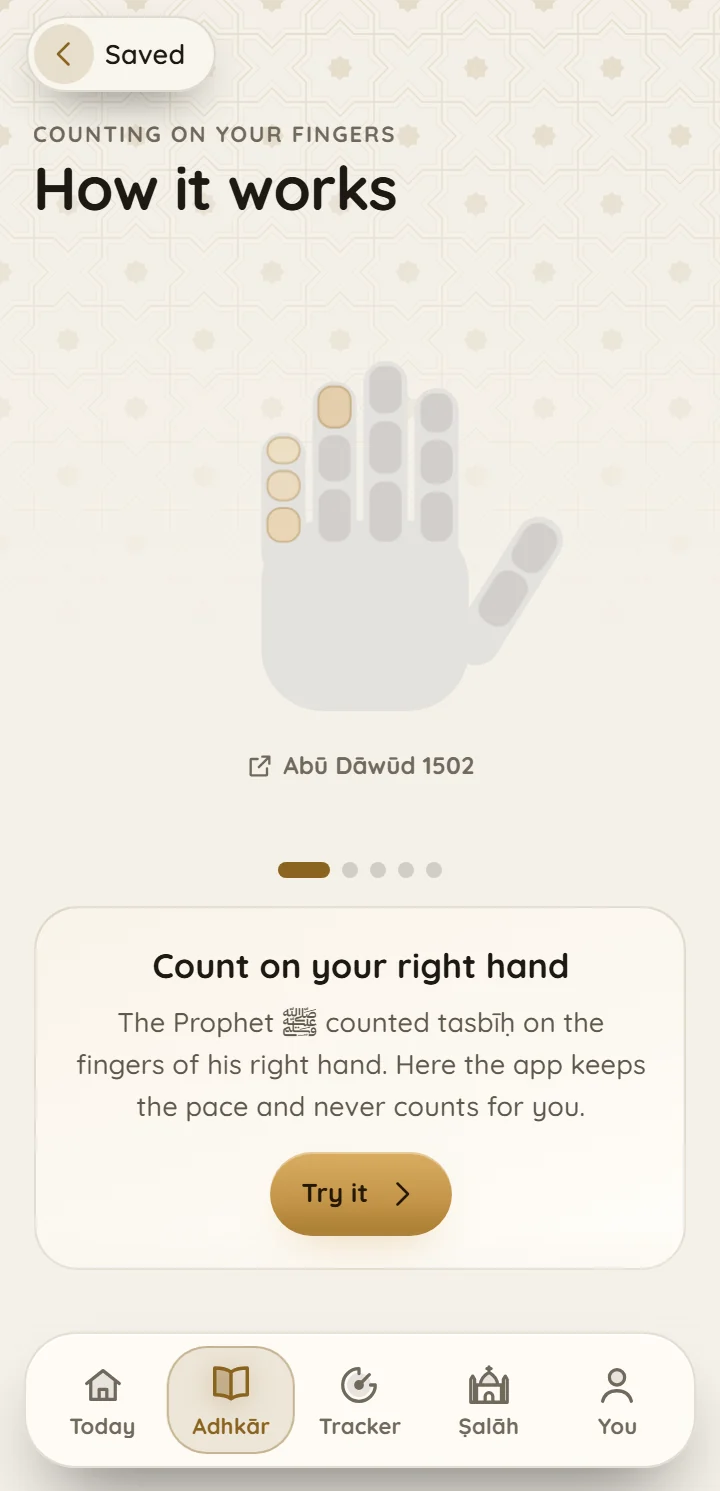 Saved
COUNTING ON YOUR FINGERS
How it works
Abū Dāwūd 1502
Count on your right hand
The Prophet ﷺ counted tasbīḥ on the
fingers of his right hand. Here the app keeps
the pace and never counts for you.
Try it
Today
Adhkār
Tracker
Ṣalāh
You